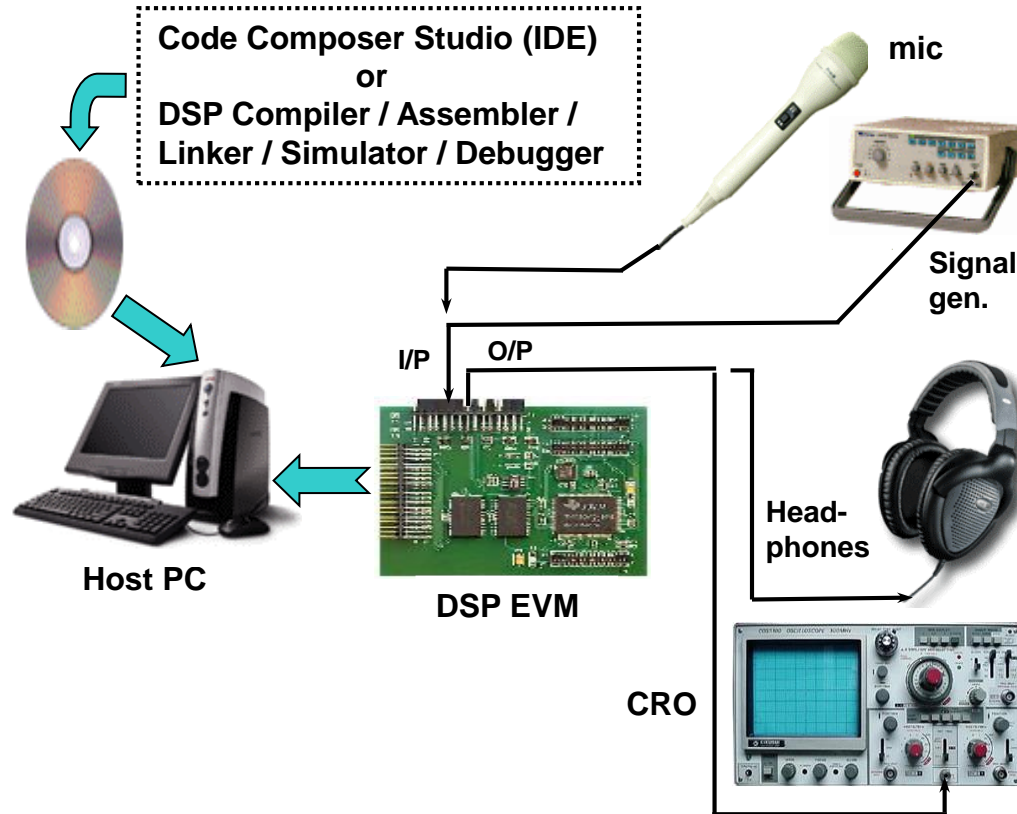 Code Composer Studio (IDE)
or
DSP Compiler / Assembler /
Linker / Simulator / Debugger
mic
Signal
gen.
I/P
O/P
Head-
phones
Host PC
DSP EVM
CRO